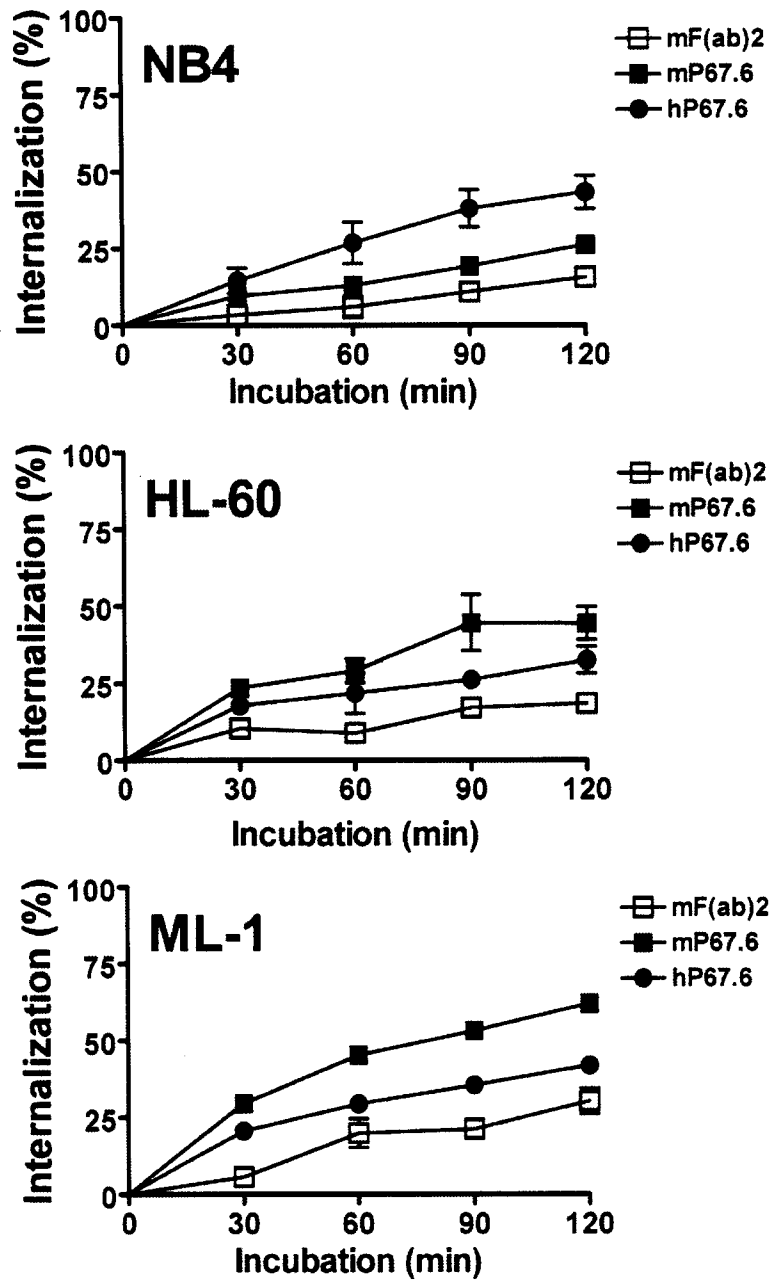 Internalization (%)
100
75
50
25
0
NB4
mF(ab)2
mP67.6
hP67.6
0 30 60 90 120
Incubation (min)
Internalization (%)
100
75
50
25
0
HL-60
mF(ab)2
mP67.6
hP67.6
0 30 60 90 120
Incubation (min)
Internalization (%)
100
75
50
25
0
ML-1
mF(ab)2
mP67.6
hP67.6
0 30 60 90 120
Incubation (min)